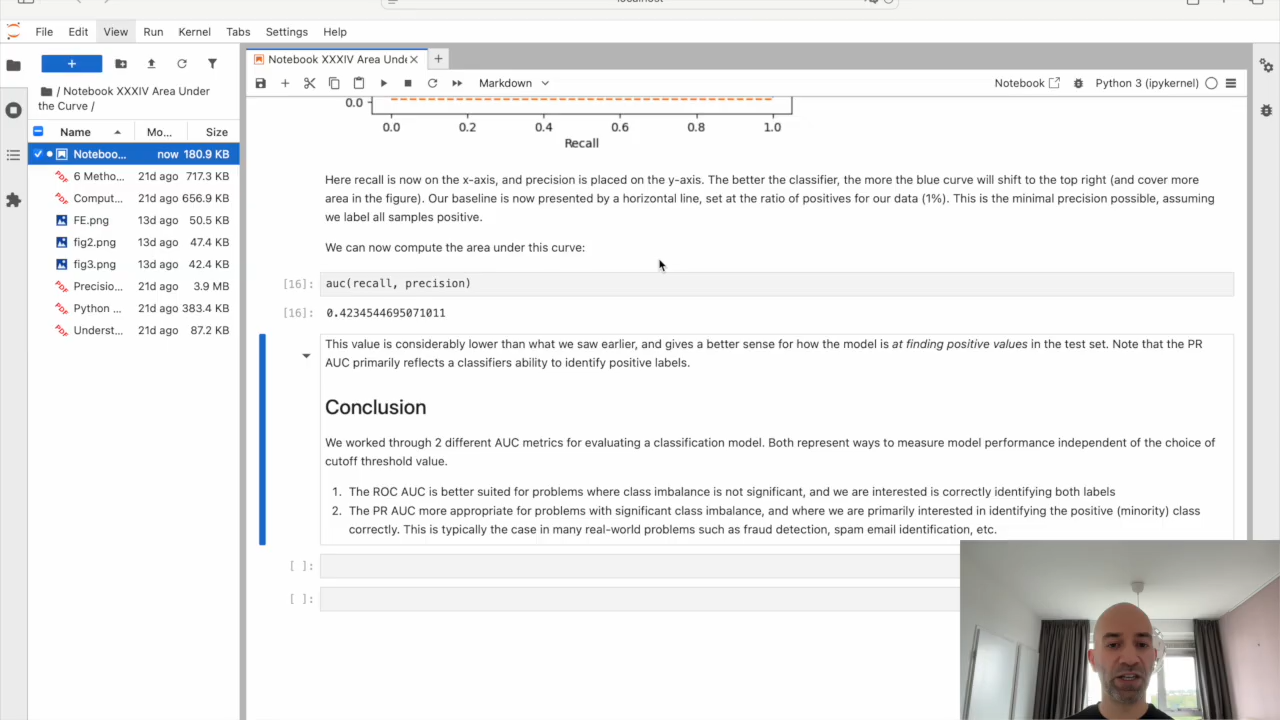 File Edit View Run Kernel Tabs Settings Help
Notebook XXXIV Area Unde
/ Notebook XXXIV Area Under
the Curve /
Markdown
Notebook
Python 3 (ipykernel)
Name Mo... Size
Noteboo... now 180.9 KB
6 Metho... 21d ago 717.3 KB
Comput... 21d ago 656.9 KB
FE.png 13d ago 50.5 KB
fig2.png 13d ago 47.4 KB
fig3.png 13d ago 42.4 KB
Precisio... 21d ago 3.9 MB
Python ... 21d ago 383.4 KB
Underst... 21d ago 87.2 KB
0.0
0.0 0.2 0.4 0.6 0.8 1.0
Recall
Here recall is now on the x-axis, and precision is placed on the y-axis. The better the classifier, the more the blue curve will shift to the top right (and cover more
area in the figure). Our baseline is now presented by a horizontal line, set at the ratio of positives for our data (1%). This is the minimal precision possible, assuming
we label all samples positive.
We can now compute the area under this curve:
[16]: auc(recall, precision)
[16]: 0.4234544695071011
This value is considerably lower than what we saw earlier, and gives a better sense for how the model is at finding positive values in the test set. Note that the PR
AUC primarily reflects a classifiers ability to identify positive labels.
Conclusion
We worked through 2 different AUC metrics for evaluating a classification model. Both represent ways to measure model performance independent of the choice of
cutoff threshold value.
1. The ROC AUC is better suited for problems where class imbalance is not significant, and we are interested is correctly identifying both labels
2. The PR AUC more appropriate for problems with significant class imbalance, and where we are primarily interested in identifying the positive (minority) class
correctly. This is typically the case in many real-world problems such as fraud detection, spam email identification, etc.
[ ]:
[ ]: